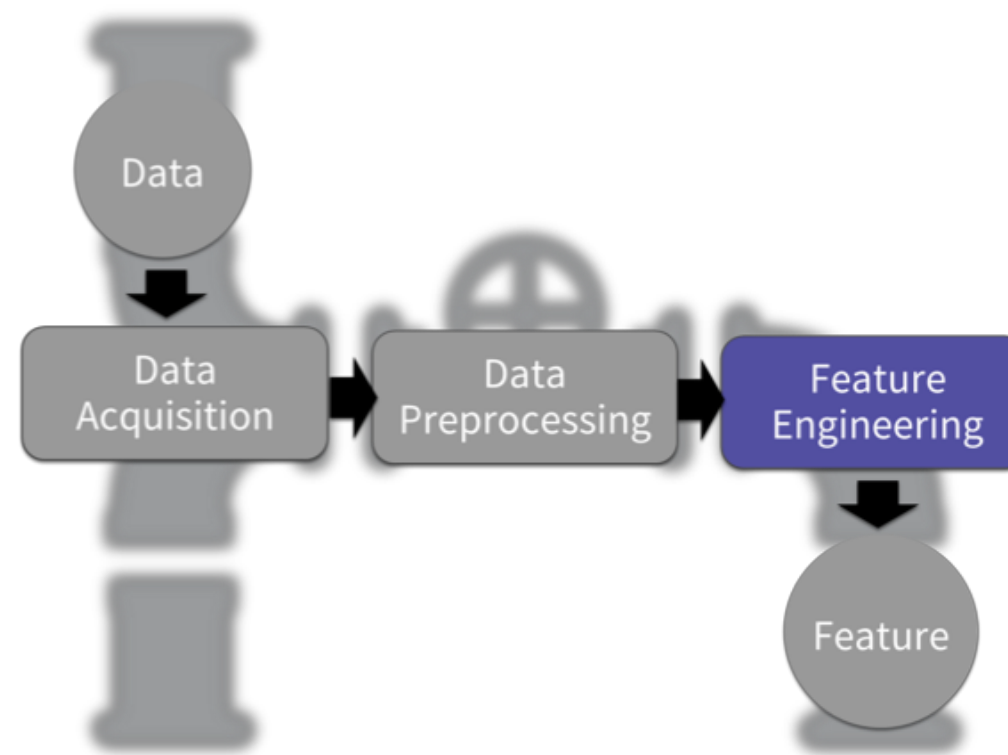 Data
Data
Acquisition
Data
Preprocessing
Feature
Engineering
Feature